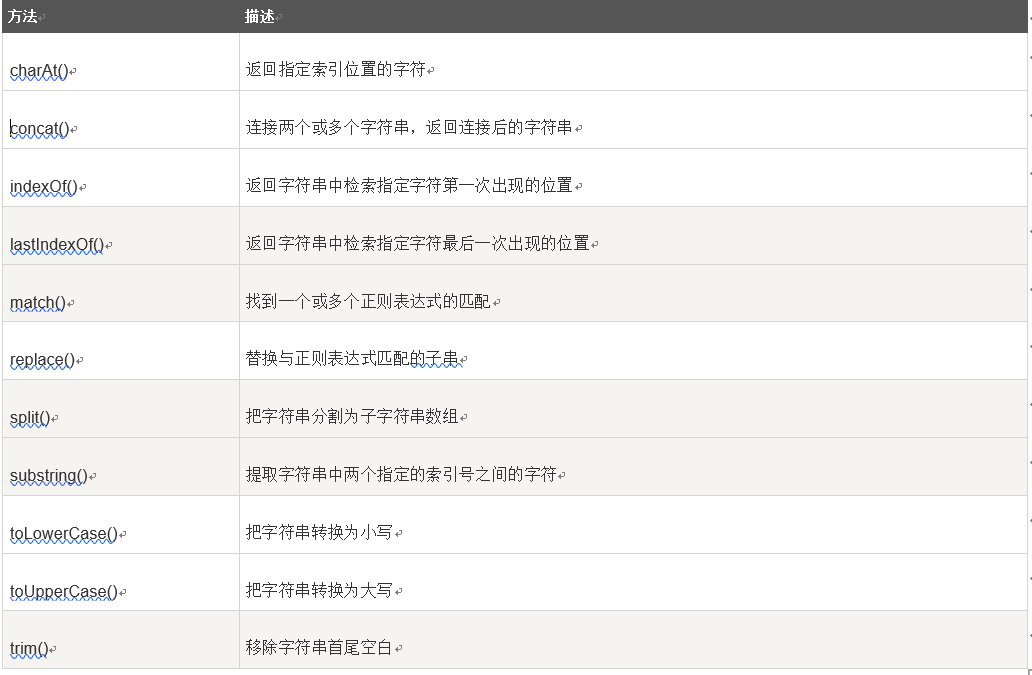 方法 描述
charAt() 返回指定索引位置的字符
concat() 连接两个或多个字符串，返回连接后的字符串
indexOf() 返回字符串中检索指定字符第一次出现的位置
lastIndexOf() 返回字符串中检索指定字符最后一次出现的位置
match() 找到一个或多个正则表达式的匹配
replace() 替换与正则表达式匹配的子串
split() 把字符串分割为子字符串数组
substring() 提取字符串中两个指定的索引号之间的字符
toLowerCase() 把字符串转换为小写
toUpperCase() 把字符串转换为大写
trim() 移除字符串首尾空白